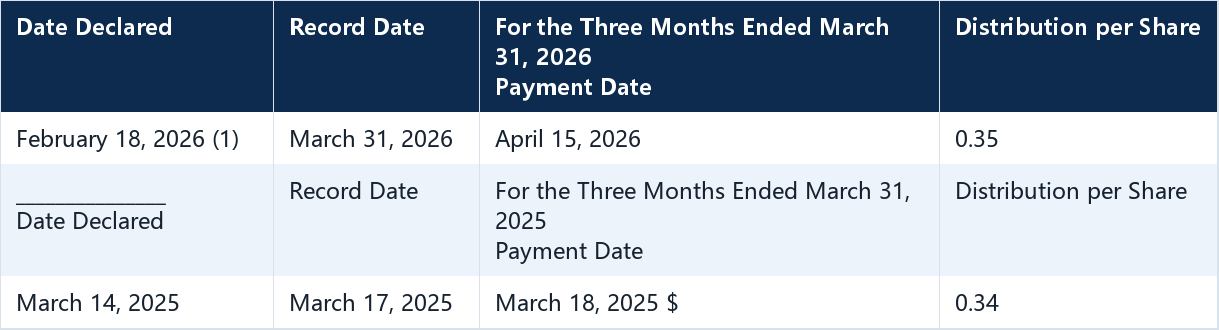 Date Declared
Record Date
For the Three Months Ended March
31, 2026
Payment Date
Distribution per Share
February 18, 2026 (1)
March 31, 2026
April 15, 2026
0.35
_______________
Date Declared
Record Date
For the Three Months Ended March 31,
2025
Payment Date
Distribution per Share
March 14, 2025
March 17, 2025
March 18, 2025 $
0.34